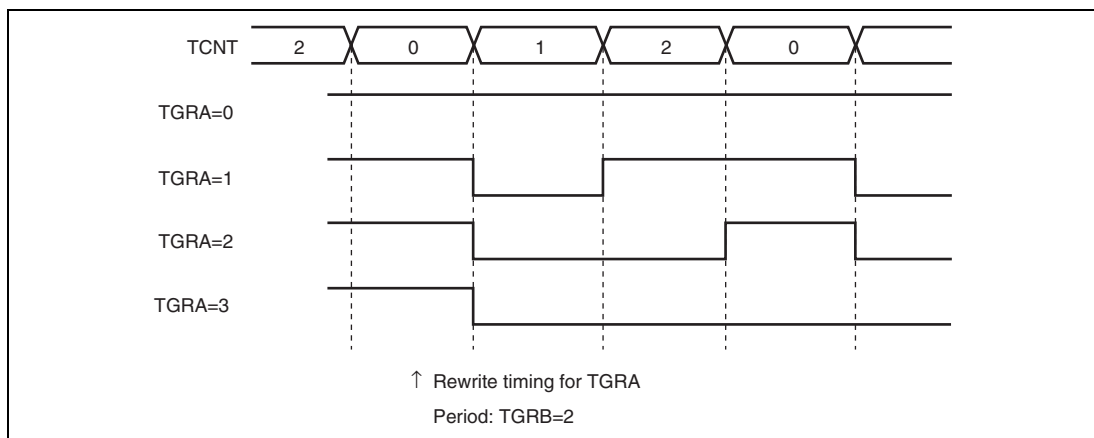 TCNT 2 0 1 2 0
TGRA=0
TGRA=1
TGRA=2
TGRA=3
↑ Rewrite timing for TGRA
Period: TGRB=2